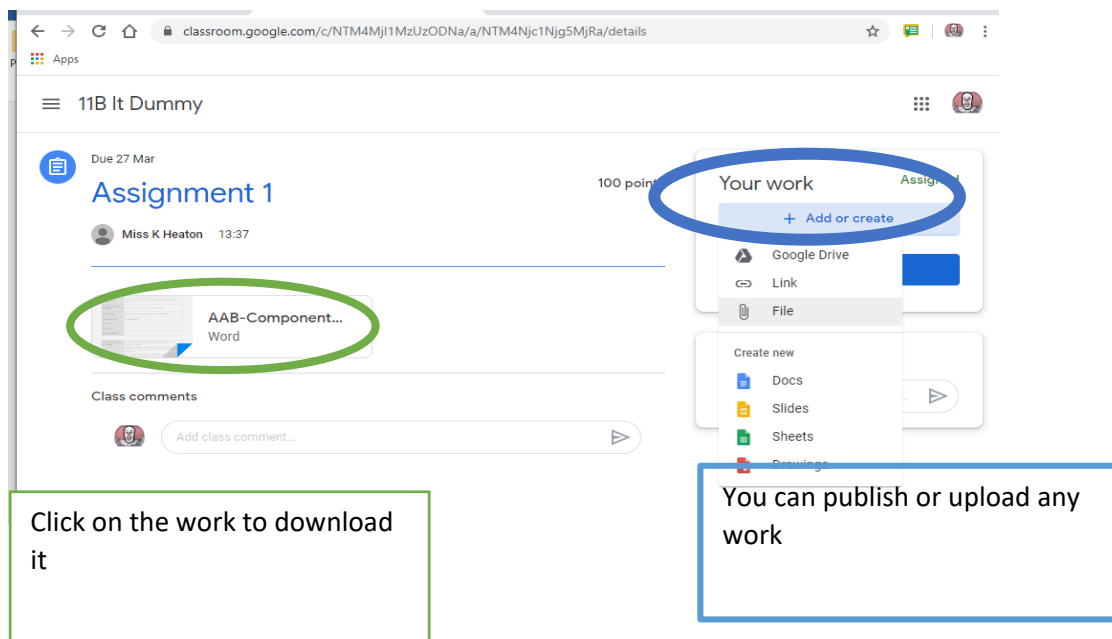 classroom.google.com/c/NTM4MjI1MzUzODNa/a/NTM4Njc1Njg5MjRa/details
Apps
11B It Dummy
Due 27 Mar
Assignment 1
100 point
Miss K Heaton 13:37
AAB-Component...
Word
Class comments
Add class comment...
Your work
Assigned
+ Add or create
Google Drive
Link
File
Create new
Docs
Slides
Sheets
Drawings
Click on the work to download
it
You can publish or upload any
work